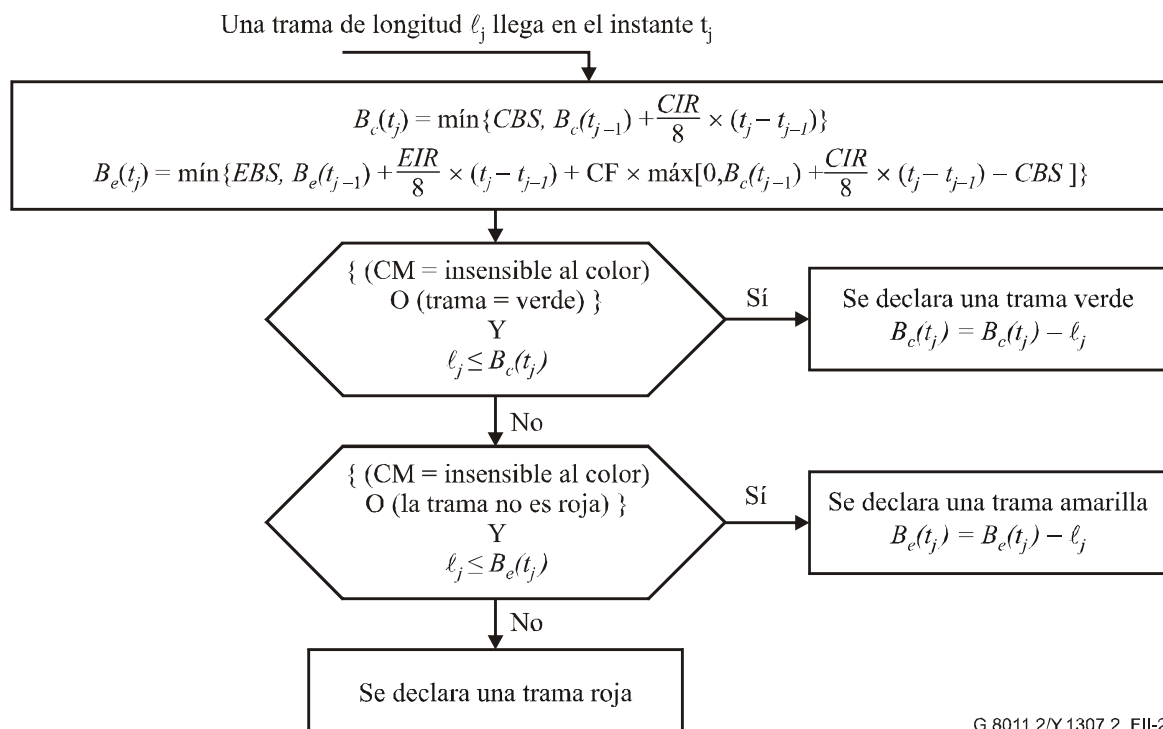 Una trama de longitud ℓj llega en el instante tj
Bc(tj) = mín{CBS, Bc(tj–1) + CIR/8 × (tj – tj–1)}
Be(tj) = mín{EBS, Be(tj–1) + EIR/8 × (tj – tj–1) + CF × máx[0,Bc(tj–1) + CIR/8 × (tj – tj–1) – CBS ]}
{ (CM = insensible al color)
O (trama = verde) }
Y
ℓj ≤ Bc(tj)
Sí
Se declara una trama verde
Bc(tj) = Bc(tj) – ℓj
No
{ (CM = insensible al color)
O (la trama no es roja) }
Y
ℓj ≤ Be(tj)
Sí
Se declara una trama amarilla
Be(tj) = Be(tj) – ℓj
No
Se declara una trama roja
G.8011.2/Y.1307.2_FII-2